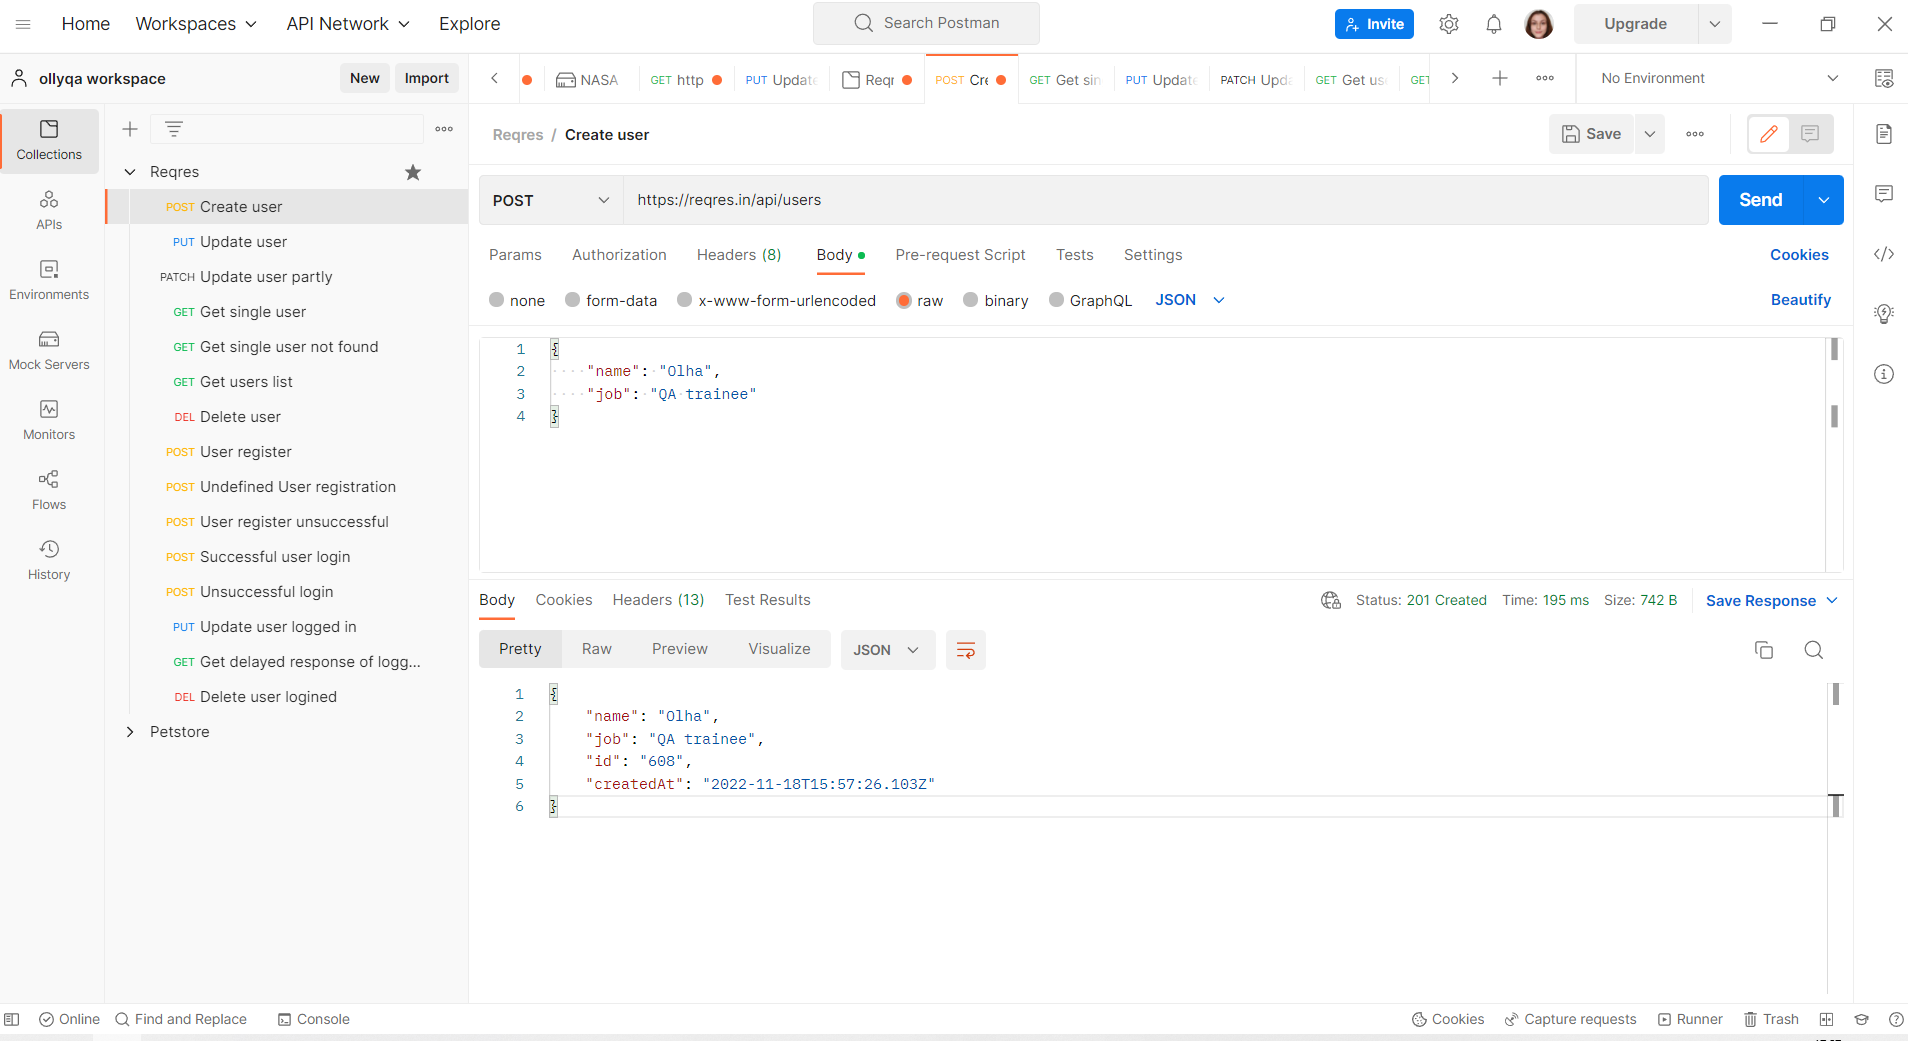 Home Workspaces API Network Explore Search Postman Invite Upgrade
ollyqa workspace New Import NASA GET http PUT Update Reqr POST Cre GET Get sin PUT Update PATCH Upda GET Get us GET No Environment
Collections
APIs
Environments
Mock Servers
Monitors
Flows
History
Reqres
POST Create user
PUT Update user
PATCH Update user partly
GET Get single user
GET Get single user not found
GET Get users list
DEL Delete user
POST User register
POST Undefined User registration
POST User register unsuccessful
POST Successful user login
POST Unsuccessful login
PUT Update user logged in
GET Get delayed response of logg...
DEL Delete user logined
Petstore
Reqres / Create user Save
POST https://reqres.in/api/users Send
Params Authorization Headers (8) Body Pre-request Script Tests Settings Cookies
none form-data x-www-form-urlencoded raw binary GraphQL JSON Beautify
1 {
2 "name": "Olha",
3 "job": "QA trainee"
4 }
Body Cookies Headers (13) Test Results Status: 201 Created Time: 195 ms Size: 742 B Save Response
Pretty Raw Preview Visualize JSON
1 {
2 "name": "Olha",
3 "job": "QA trainee",
4 "id": "608",
5 "createdAt": "2022-11-18T15:57:26.103Z"
6 }
Online Find and Replace Console Cookies Capture requests Runner Trash